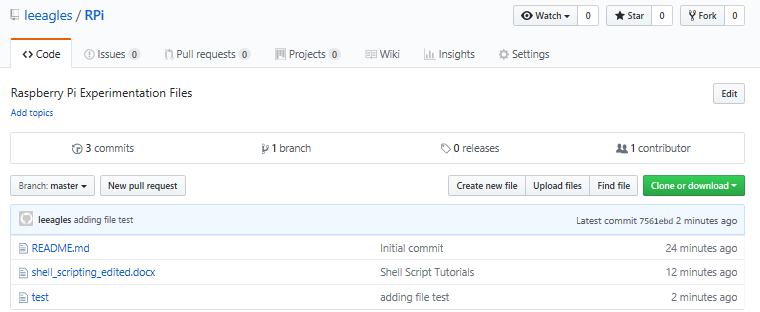 leeagles / RPi Watch 0 Star 0 Fork 0
Code Issues 0 Pull requests 0 Projects 0 Wiki Insights Settings
Raspberry Pi Experimentation Files Edit
Add topics
3 commits 1 branch 0 releases 1 contributor
Branch: master New pull request Create new file Upload files Find file Clone or download
leeagles adding file test Latest commit 7561ebd 2 minutes ago
README.md Initial commit 24 minutes ago
shell_scripting_edited.docx Shell Script Tutorials 12 minutes ago
test adding file test 2 minutes ago